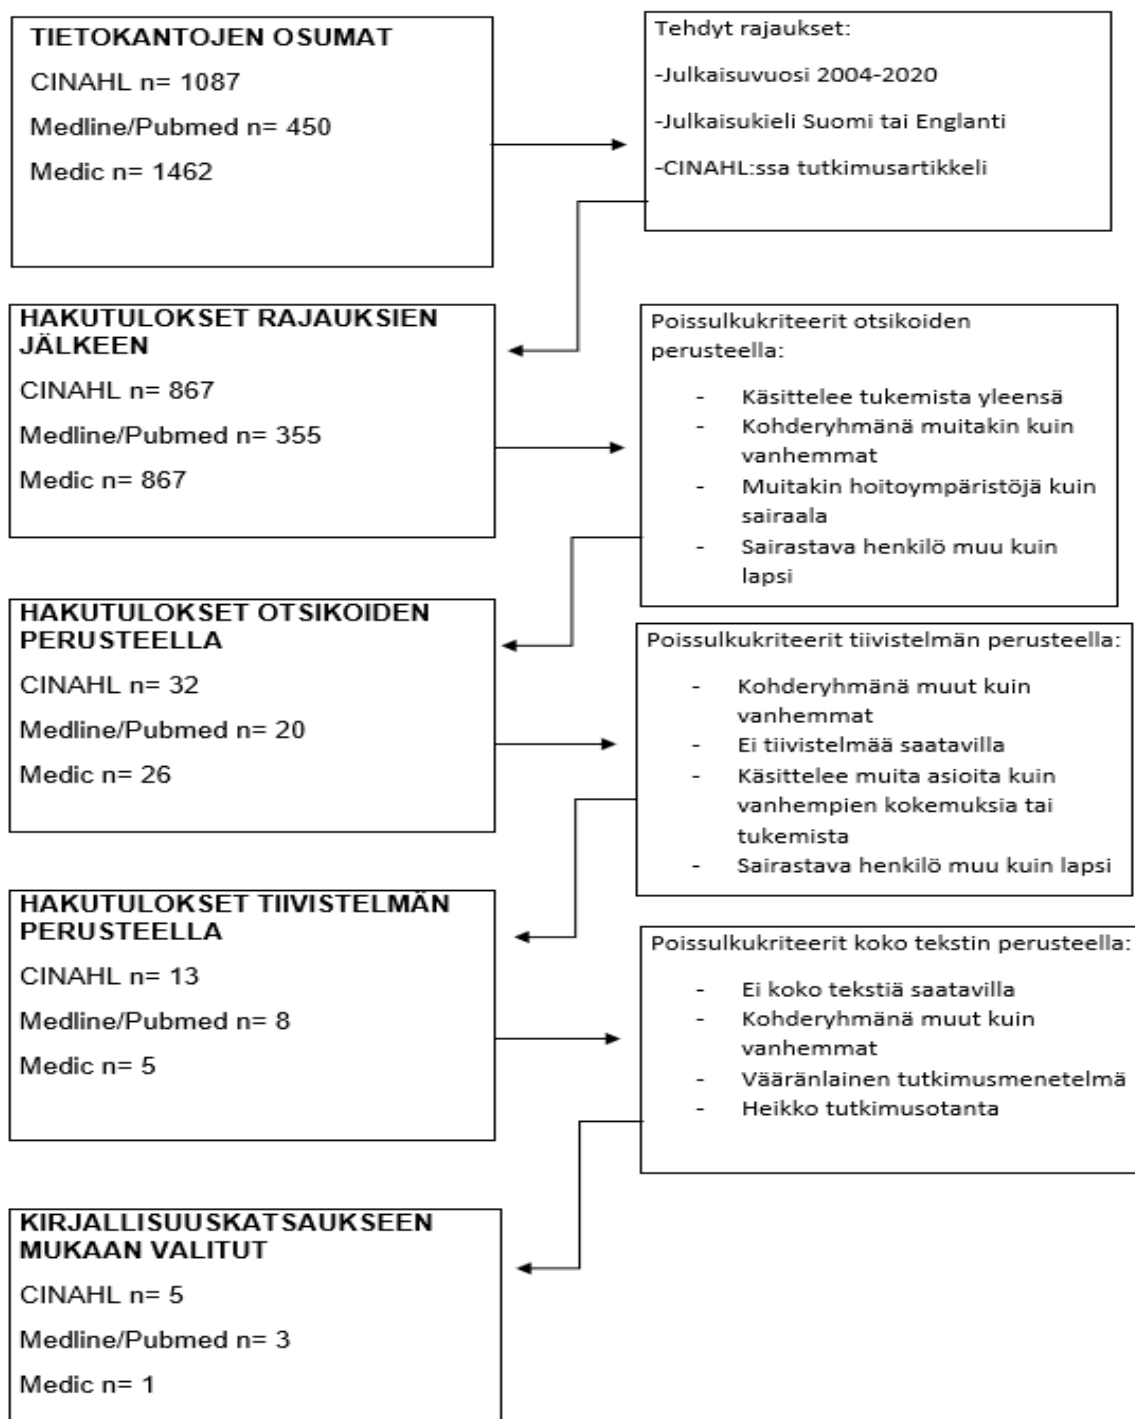 TIETOKANTOJEN OSUMAT
CINAHL n= 1087
Medline/Pubmed n= 450
Medic n= 1462
Tehdyt rajaukset:
-Julkaisuvuosi 2004-2020
-Julkaisukieli Suomi tai Englanti
-CINAHL:ssa tutkimusartikkeli
HAKUTULOKSET RAJAUKSIEN
JÄLKEEN
CINAHL n= 867
Medline/Pubmed n= 355
Medic n= 867
Poissulkukriteerit otsikoiden
perusteella:
- Käsittelee tukemista yleensä
- Kohderyhmänä muitakin kuin
vanhemmat
- Muitakin hoitoympäristöjä kuin
sairaala
- Sairastava henkilö muu kuin
lapsi
HAKUTULOKSET OTSIKOIDEN
PERUSTEELLA
CINAHL n= 32
Medline/Pubmed n= 20
Medic n= 26
Poissulkukriteerit tiivistelmän perusteella:
- Kohderyhmänä muut kuin
vanhemmat
- Ei tiivistelmää saatavilla
- Käsittelee muita asioita kuin
vanhempien kokemuksia tai
tukemista
- Sairastava henkilö muu kuin lapsi
HAKUTULOKSET TIIVISTELMÄN
PERUSTEELLA
CINAHL n= 13
Medline/Pubmed n= 8
Medic n= 5
Poissulkukriteerit koko tekstin perusteella:
- Ei koko tekstiä saatavilla
- Kohderyhmänä muut kuin
vanhemmat
- Vääränlainen tutkimusmenetelmä
- Heikko tutkimusotanta
KIRJALLISUUSKATSAUKSEEN
MUKAAN VALITUT
CINAHL n= 5
Medline/Pubmed n= 3
Medic n= 1